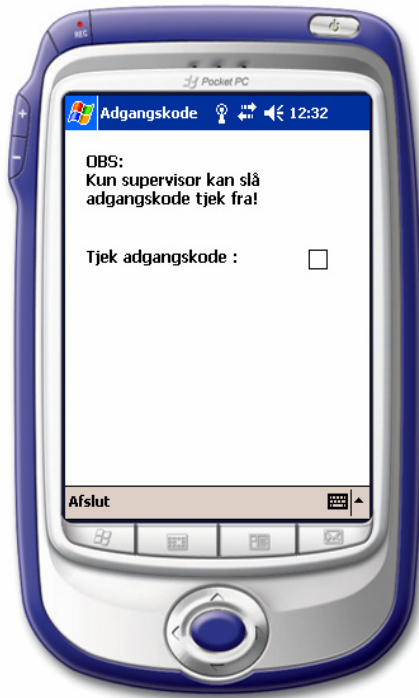 REC
Pocket PC
Adgangskode 12:32
OBS:
Kun supervisor kan slå
adgangskode tjek fra!
Tjek adgangskode :
Afslut